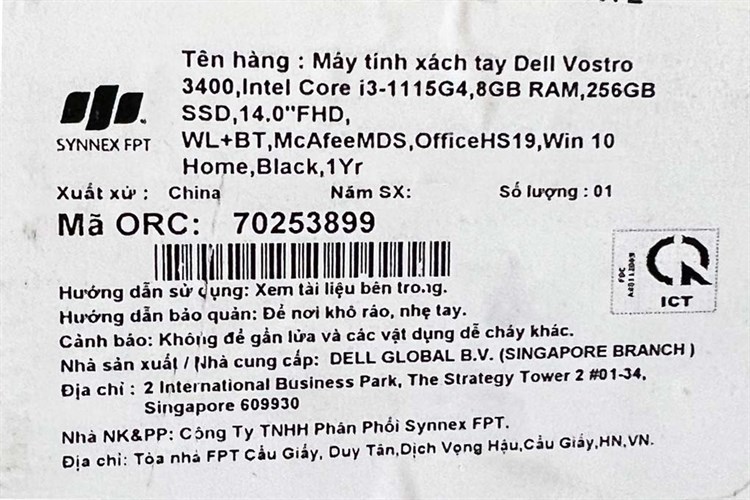 Tên hàng : Máy tính xách tay Dell Vostro
3400,Intel Core i3-1115G4,8GB RAM,256GB
SSD,14.0"FHD,
WL+BT,McAfeeMDS,OfficeHS19,Win 10
Home,Black,1Yr
SYNNEX FPT
Xuất xứ : China Năm SX: Số lượng : 01
Mã ORC: 70253899
Hướng dẫn sử dụng: Xem tài liệu bên trong.
Hướng dẫn bảo quản: Để nơi khô ráo, nhẹ tay.
Cảnh báo: Không để gần lửa và các vật dụng dễ cháy khác.
Nhà sản xuất / Nhà cung cấp: DELL GLOBAL B.V. (SINGAPORE BRANCH )
Địa chỉ : 2 International Business Park, The Strategy Tower 2 #01-34,
Singapore 609930
Nhà NK&PP: Công Ty TNHH Phân Phối Synnex FPT.
Địa chỉ: Tòa nhà FPT Cầu Giấy, Duy Tân,Dịch Vọng Hậu,Cầu Giấy,HN,VN.
ICT